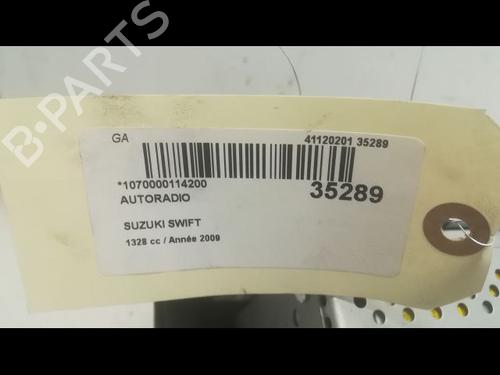 GA
41120201 35289
*1070000114200
35289
AUTORADIO
SUZUKI SWIFT
1328 cc / Année 2009
B-PARTS